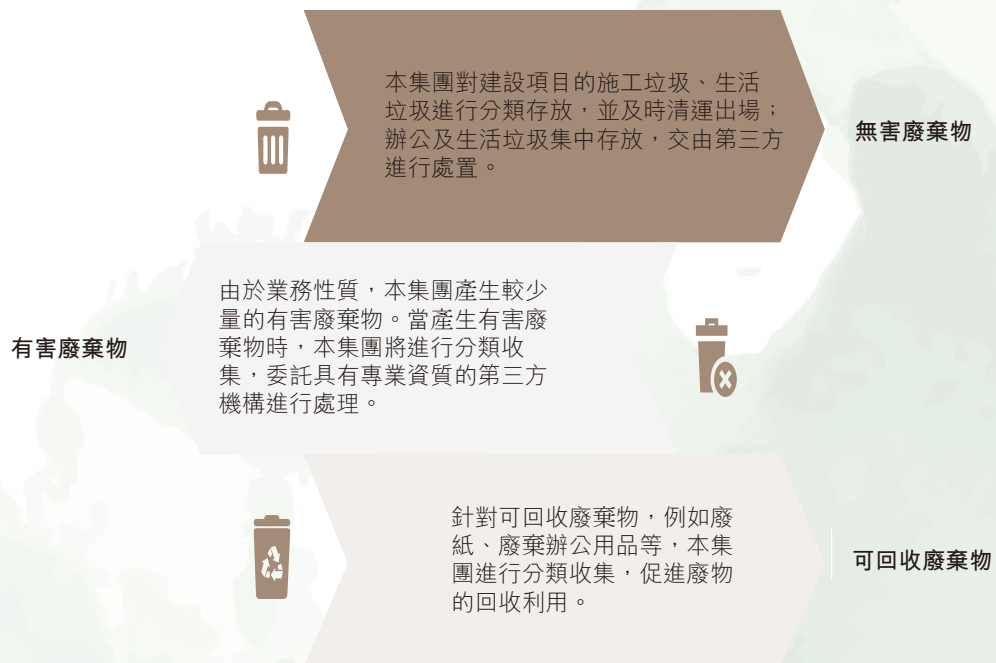 本集團對建設項目的施工垃圾、生活
垃圾進行分類存放，並及時清運出場；
辦公及生活垃圾集中存放，交由第三方
進行處置。
無害廢棄物
有害廢棄物
由於業務性質，本集團產生較少
量的有害廢棄物。當產生有害廢
棄物時，本集團將進行分類收
集，委託具有專業資質的第三方
機構進行處理。
針對可回收廢棄物，例如廢
紙、廢棄辦公用品等，本集
團進行分類收集，促進廢物
的回收利用。
可回收廢棄物